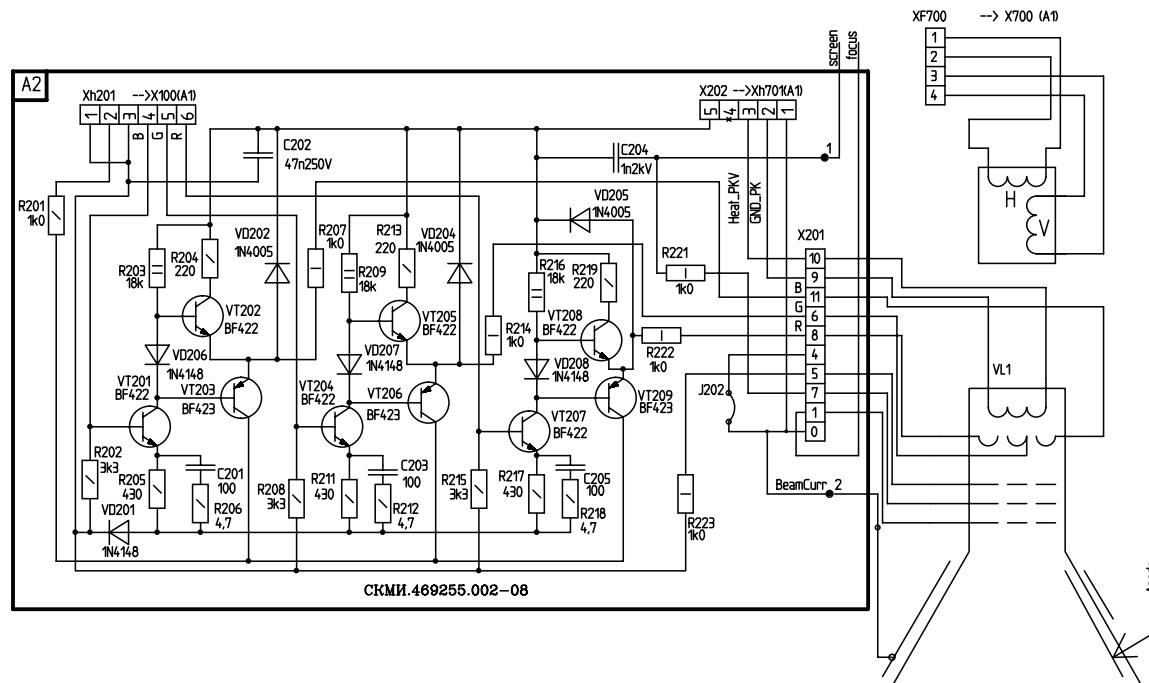 XF700 --> X700 (A1)
1
2
3
4
screen
focus
A2
Xh201 -->X100(A1)
1 2 3 4 5 6
B G R
X202 -->Xh701(A1)
5 4 3 2 1
×
C202
47n250V
C204
1n2kV
1
Heat_PKV
GND_PK
H
V
R201
1k0
VD205
1N4005
R203
18k
R204
220
VD202
1N4005
R207
1k0
R209
18k
R213
220
VD204
1N4005
R216
18k
R219
220
R221
1k0
X201
10
9
11
6
8
4
5
7
1
0
B
G
R
VT202
BF422
VT205
BF422
R214
1k0
VT208
BF422
R222
1k0
VD206
1N4148
VD207
1N4148
VD208
1N4148
VT201
BF422
VT203
BF423
VT204
BF422
VT206
BF423
VT207
BF422
VT209
BF423
J202
VL1
R202
3k3
R205
430
C201
100
R206
4,7
R208
3k3
R211
430
C203
100
R212
4,7
R215
3k3
R217
430
C205
100
R218
4,7
R223
1k0
BeamCurr_2
VD201
1N4148
СКМИ.469255.002-08